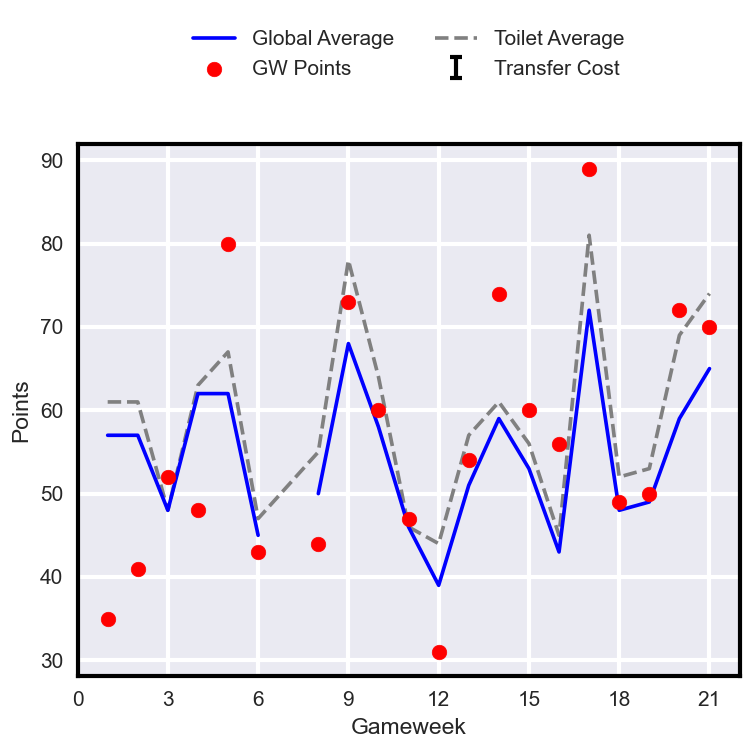 Global Average
Toilet Average
GW Points
Transfer Cost
90
80
70
60
50
40
30
Points
0 3 6 9 12 15 18 21
Gameweek